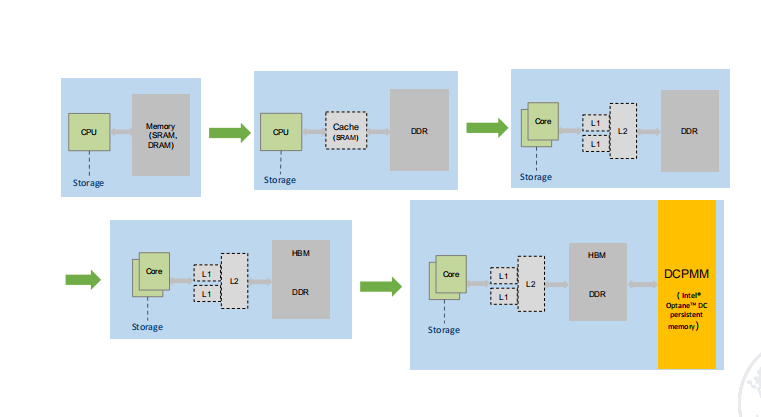 CPU
Memory
(SRAM,
DRAM)
Storage
CPU
Cache
(SRAM)
DDR
Storage
Core
L1
L1
L2
DDR
Storage
Core
L1
L1
L2
HBM
DDR
Storage
Core
L1
L1
L2
HBM
DDR
Storage
DCPMM
( Intel®
Optane™ DC
persistent
memory)